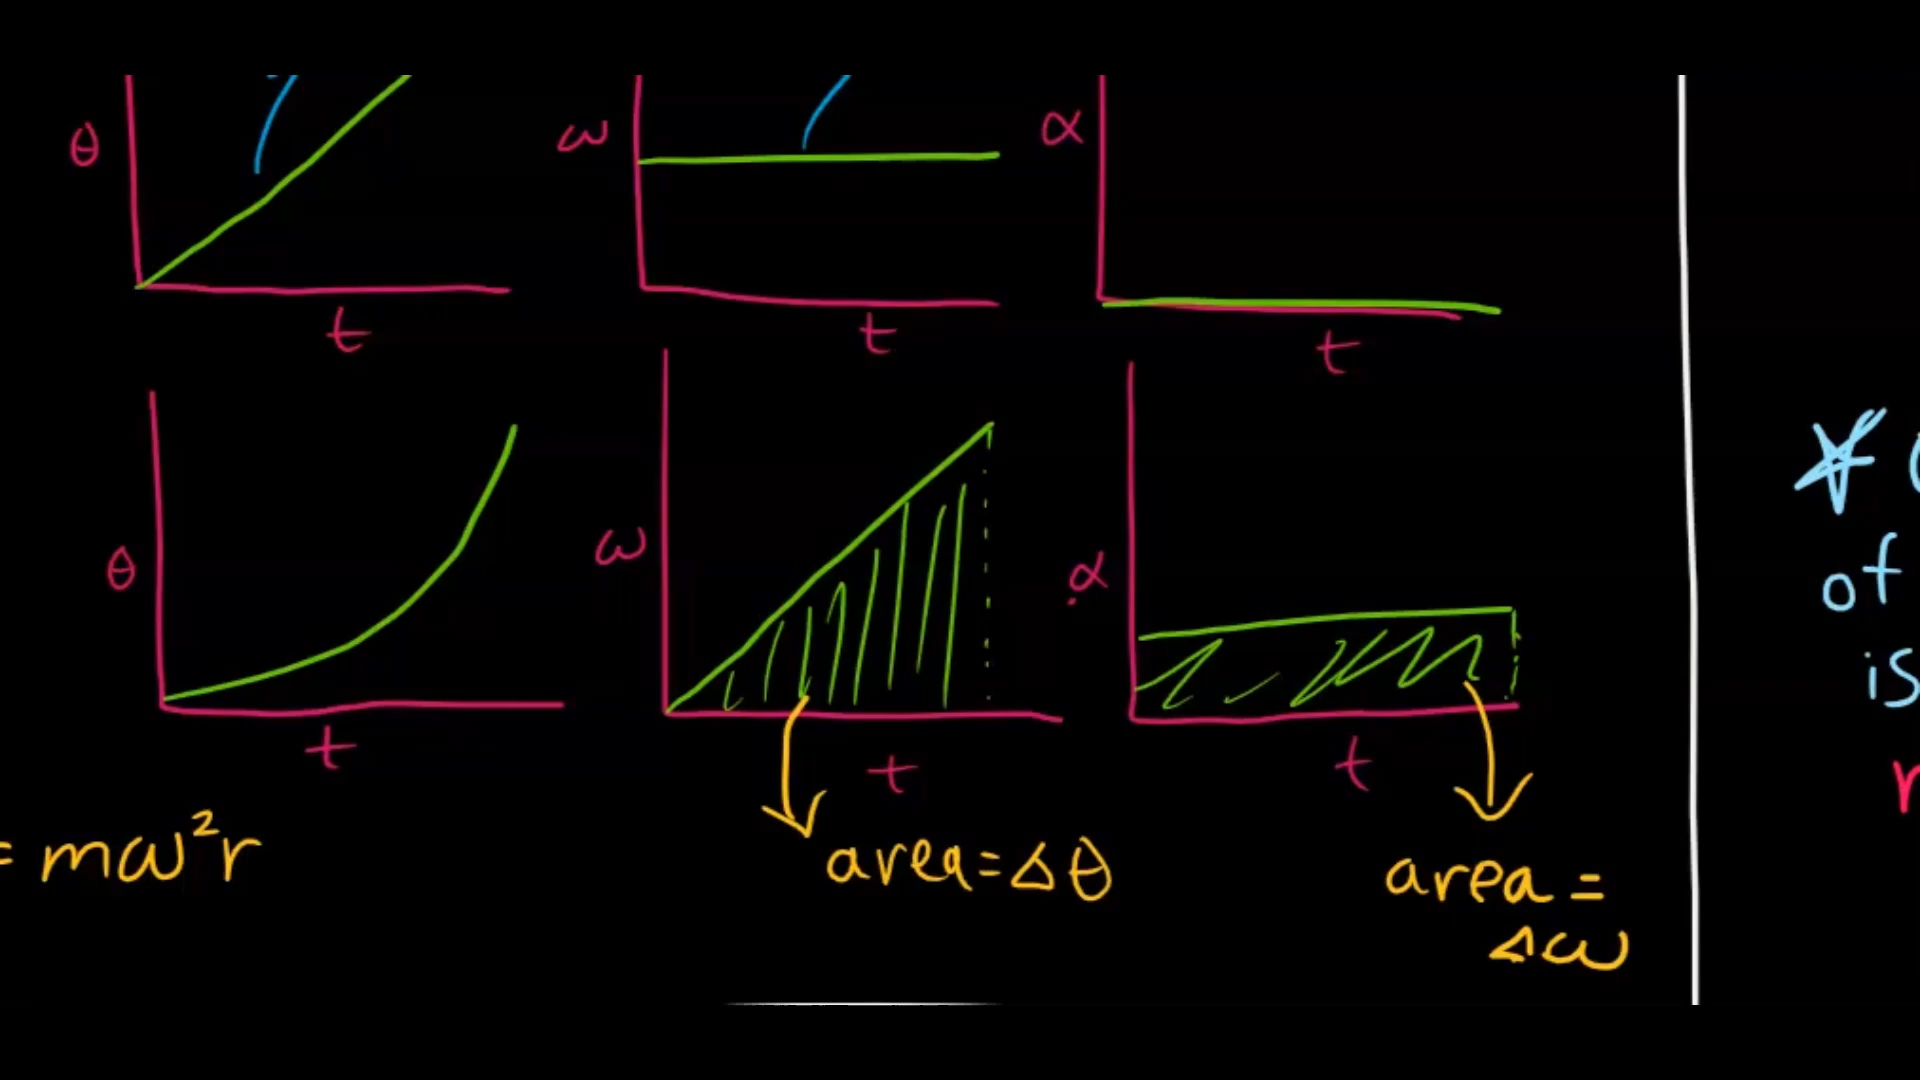 θ ω α
t t t
θ ω α
t t t
= mω²r
area = Δθ
area =
Δω
of
is
r